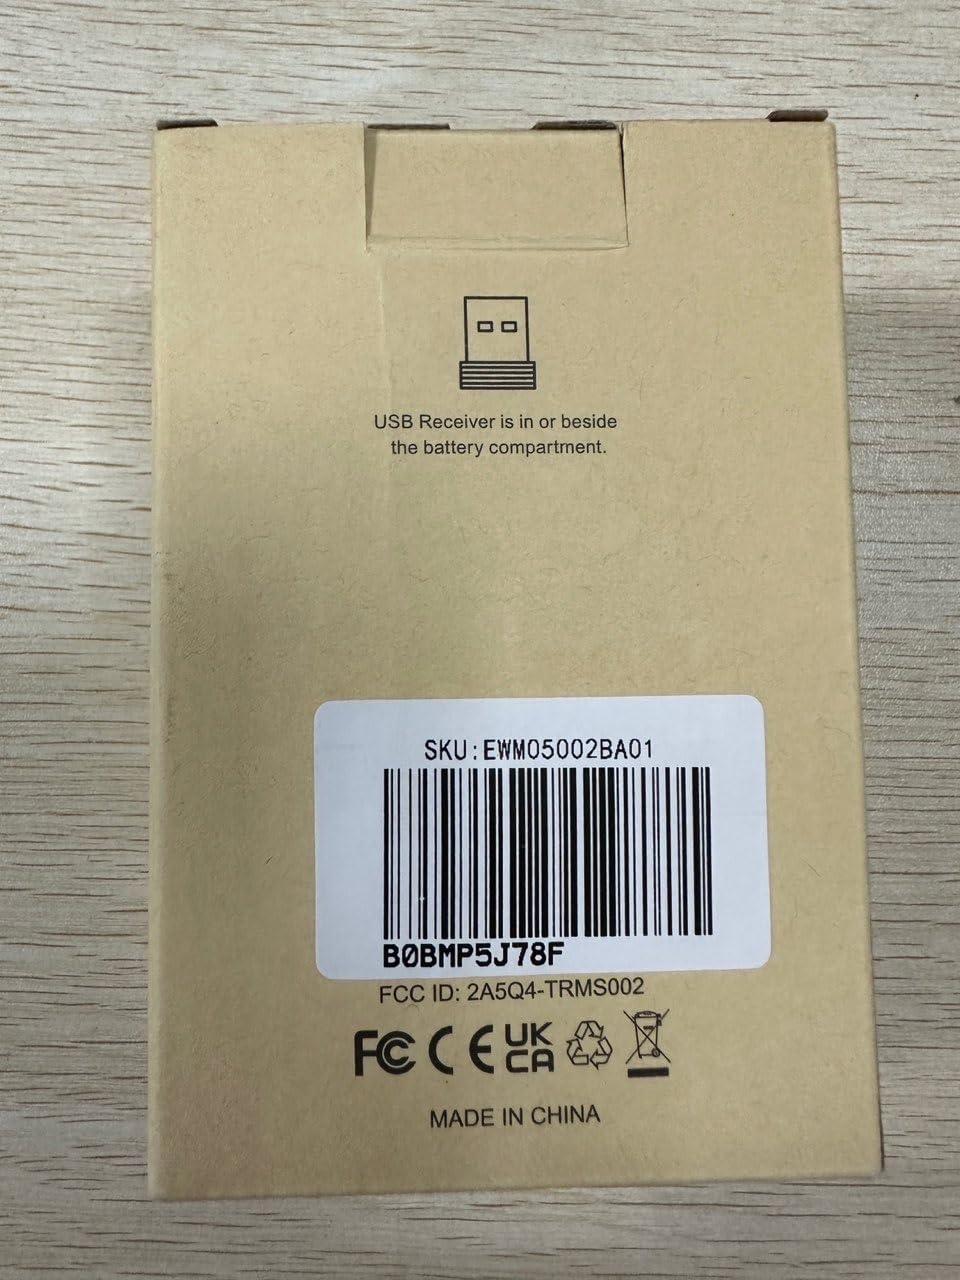 USB Receiver is in or beside
the battery compartment.
SKU:EWM05002BA01
B0BMP5J78F
FCC ID: 2A5Q4-TRMS002
FC CE UK
CA
MADE IN CHINA